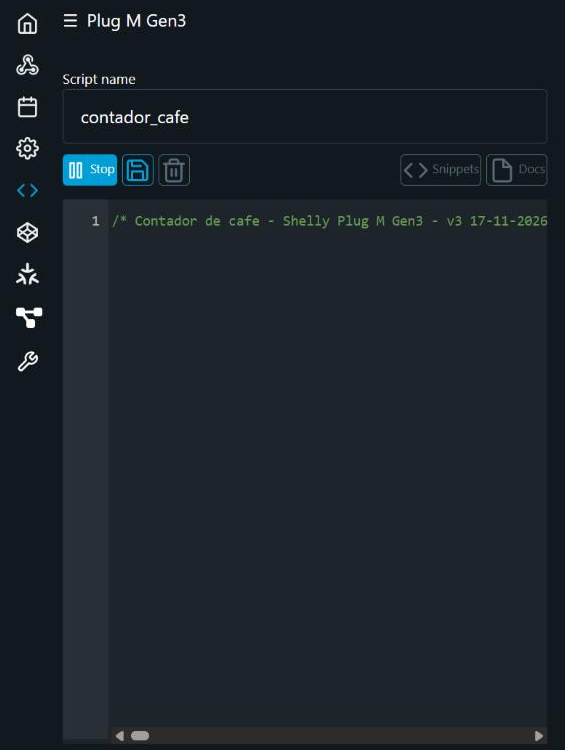 Plug M Gen3
Script name
contador_cafe
Stop
Snippets
Docs
1 /* Contador de cafe - Shelly Plug M Gen3 - v3 17-11-2026